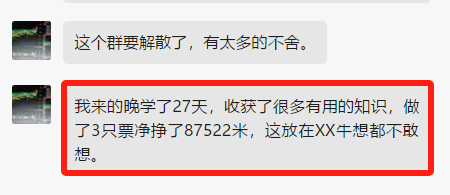 这个群要解散了，有太多的不舍。
我来的晚学了27天，收获了很多有用的知识，做
了3只票净挣了87522米，这放在XX牛想都不敢
想。